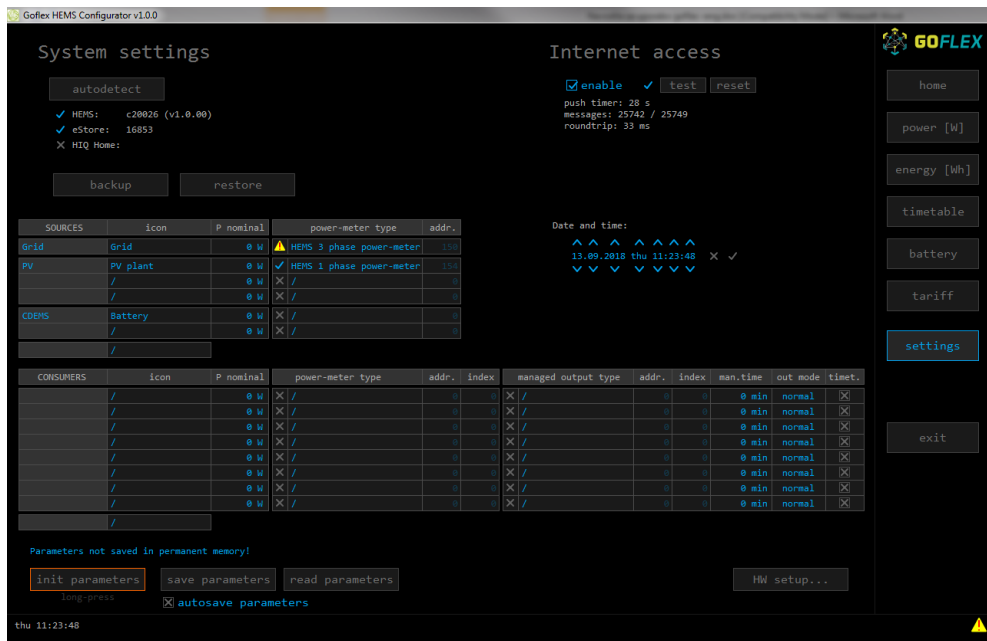 Goflex HEMS Configurator v1.0.0
System settings
Internet access
GOFLEX
autodetect
HEMS: c20026 (v1.0.00)
eStore: 16853
HIQ Home:
backup restore
enable test reset
push timer: 28 s
messages: 25742 / 25749
roundtrip: 33 ms
home
power [W]
energy [Wh]
timetable
battery
tariff
settings
exit
Date and time:
13.09.2018 thu 11:23:48
SOURCES icon P nominal power-meter type addr.
Grid Grid 0 W HEMS 3 phase power-meter 150
PV PV plant 0 W HEMS 1 phase power-meter 154
/ 0 W / 0
/ 0 W / 0
CDEMS Battery 0 W / 0
/ 0 W / 0
/
CONSUMERS icon P nominal power-meter type addr. index managed output type addr. index man.time out mode timet.
/ 0 W / 0 0 / 0 0 0 min normal
/ 0 W / 0 0 / 0 0 0 min normal
/ 0 W / 0 0 / 0 0 0 min normal
/ 0 W / 0 0 / 0 0 0 min normal
/ 0 W / 0 0 / 0 0 0 min normal
/ 0 W / 0 0 / 0 0 0 min normal
/ 0 W / 0 0 / 0 0 0 min normal
/ 0 W / 0 0 / 0 0 0 min normal
/
Parameters not saved in permanent memory!
init parameters save parameters read parameters HW setup...
long-press
autosave parameters
thu 11:23:48